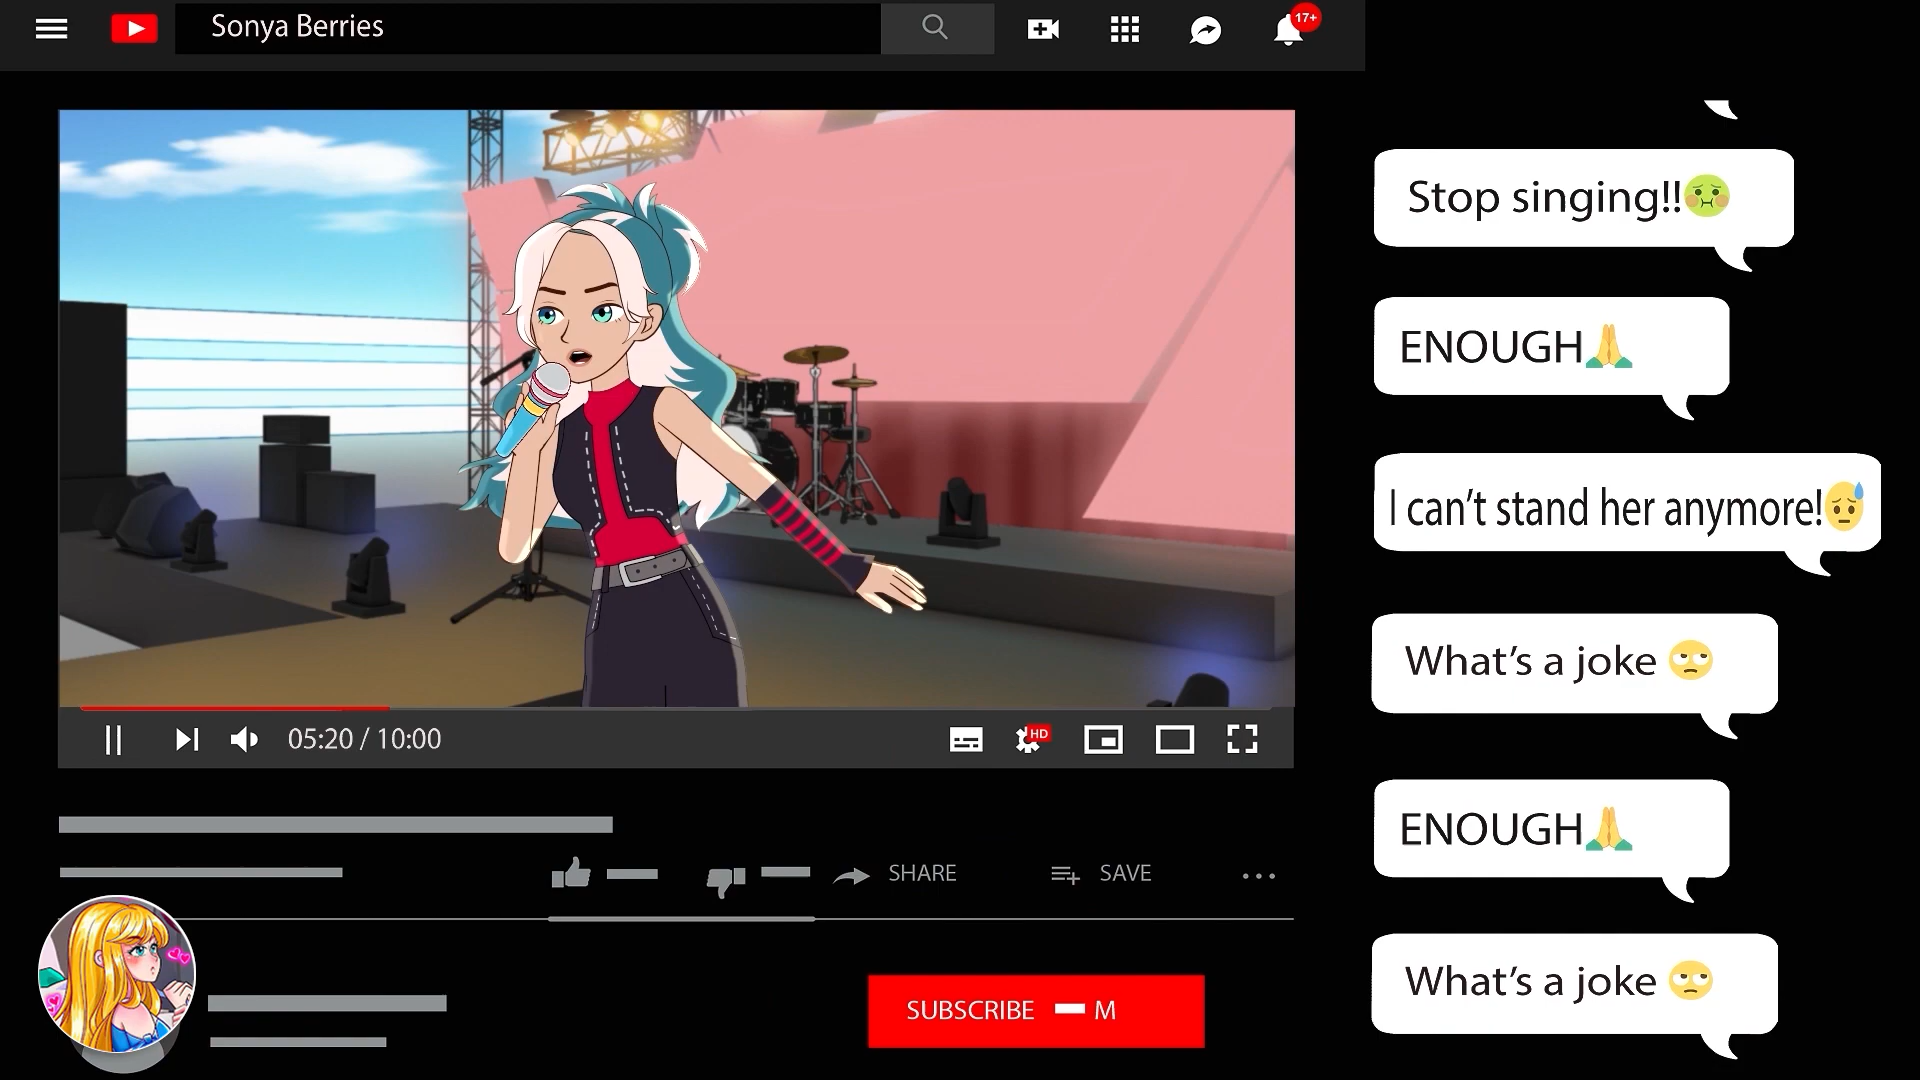 Sonya Berries
17+
Stop singing!!🤢
ENOUGH🙏
I can’t stand her anymore!😓
What’s a joke 🙄
ENOUGH🙏
What’s a joke 🙄
05:20 / 10:00
HD
SHARE
SAVE
SUBSCRIBE M